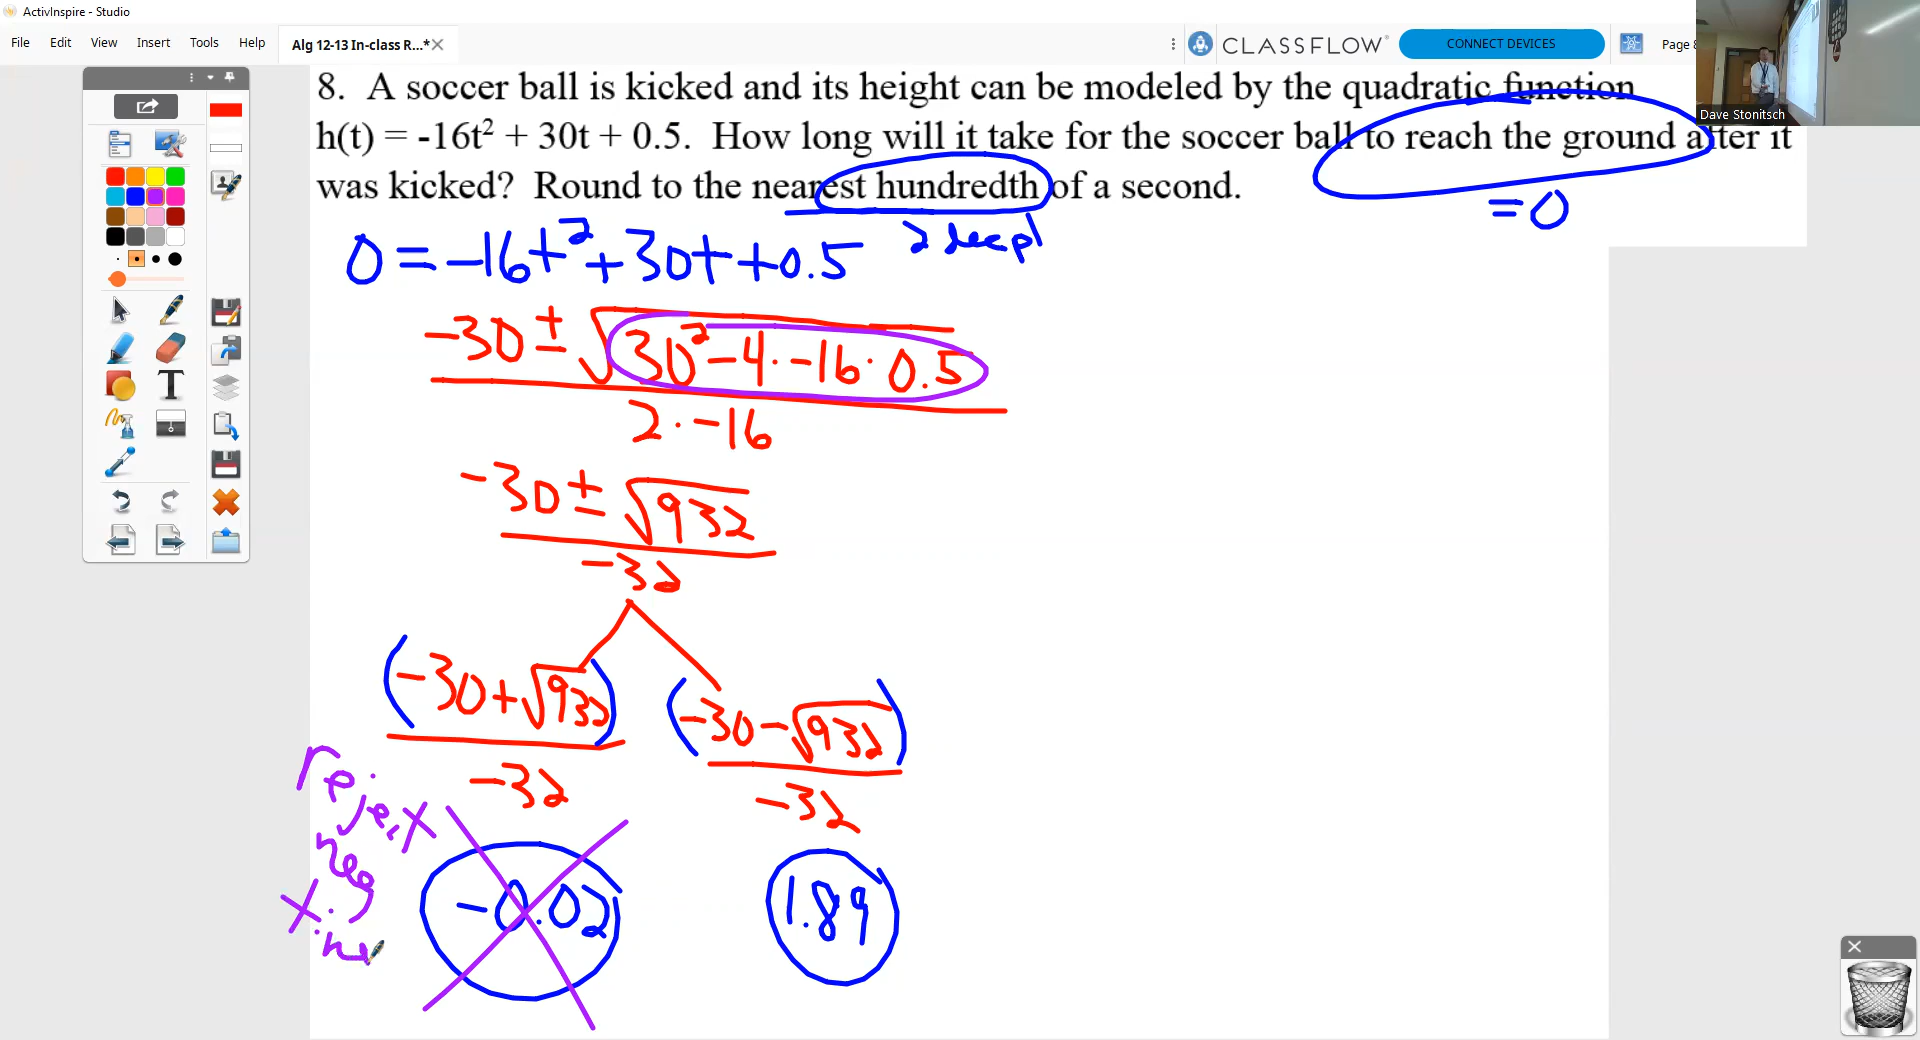 ActivInspire - Studio
File Edit View Insert Tools Help
Alg 12-13 In-class R...*
CLASSFLOW
CONNECT DEVICES
Page
Dave Stonitsch
8. A soccer ball is kicked and its height can be modeled by the quadratic function
h(t) = -16t² + 30t + 0.5. How long will it take for the soccer ball to reach the ground after it
was kicked? Round to the nearest hundredth of a second.
= 0
2 dec pl
0 = -16t² + 30t + 0.5
-30 ± √30² - 4 · -16 · 0.5
2 · -16
-30 ± √932
-32
(-30 + √932) (-30 - √932)
-32 -32
reject
neg
-0.02 1.89